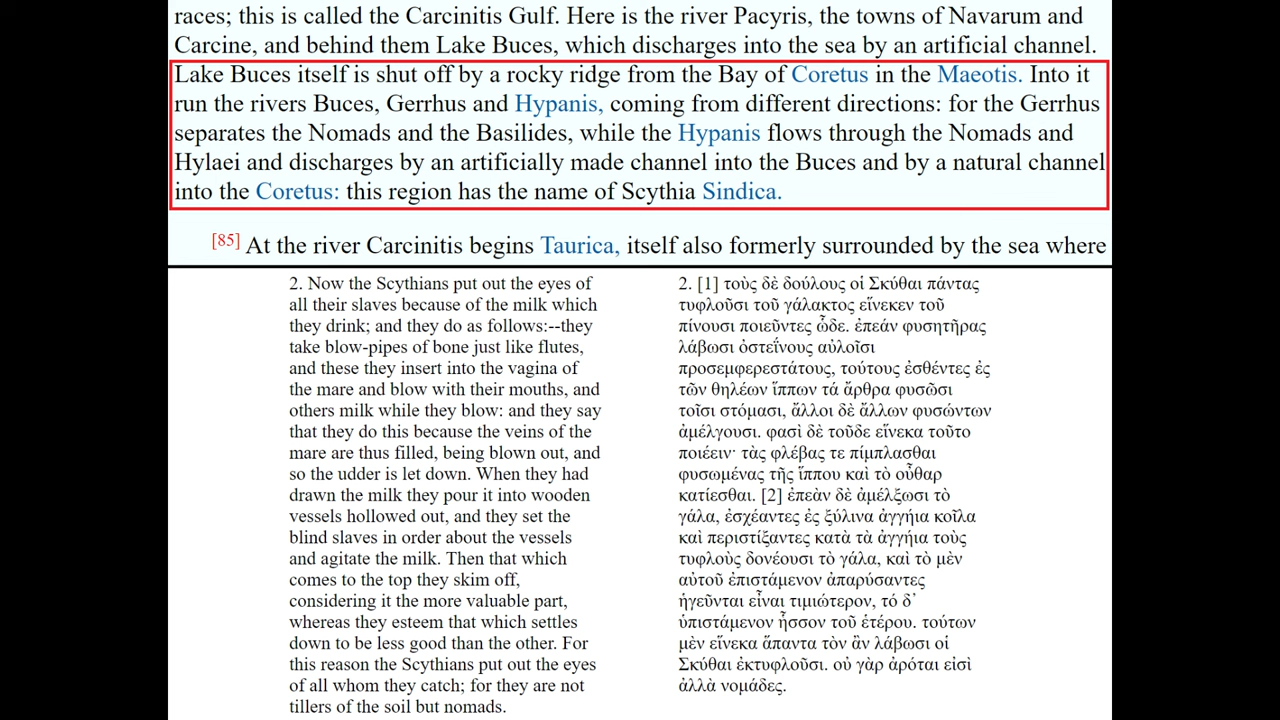 races; this is called the Carcinitis Gulf. Here is the river Pacyris, the towns of Navarum and
Carcine, and behind them Lake Buces, which discharges into the sea by an artificial channel.
Lake Buces itself is shut off by a rocky ridge from the Bay of Coretus in the Maeotis. Into it
run the rivers Buces, Gerrhus and Hypanis, coming from different directions: for the Gerrhus
separates the Nomads and the Basilides, while the Hypanis flows through the Nomads and
Hylaei and discharges by an artificially made channel into the Buces and by a natural channel
into the Coretus: this region has the name of Scythia Sindica.
[85] At the river Carcinitis begins Taurica, itself also formerly surrounded by the sea where
2. Now the Scythians put out the eyes of
all their slaves because of the milk which
they drink; and they do as follows:--they
take blow-pipes of bone just like flutes,
and these they insert into the vagina of
the mare and blow with their mouths, and
others milk while they blow: and they say
that they do this because the veins of the
mare are thus filled, being blown out, and
so the udder is let down. When they had
drawn the milk they pour it into wooden
vessels hollowed out, and they set the
blind slaves in order about the vessels
and agitate the milk. Then that which
comes to the top they skim off,
considering it the more valuable part,
whereas they esteem that which settles
down to be less good than the other. For
this reason the Scythians put out the eyes
of all whom they catch; for they are not
tillers of the soil but nomads.
2. [1] τοὺς δὲ δούλους οἱ Σκύθαι πάντας
τυφλοῦσι τοῦ γάλακτος εἵνεκεν τοῦ
πίνουσι ποιεῦντες ὧδε. ἐπεάν φυσητῆρας
λάβωσι ὀστεΐνους αὐλοῖσι
προσεμφερεστάτους, τούτους ἐσθέντες ἐς
τῶν θηλέων ἵππων τά ἄρθρα φυσῶσι
τοῖσι στόμασι, ἄλλοι δὲ ἄλλων φυσώντων
ἀμέλγουσι. φασὶ δὲ τοῦδε εἵνεκα τοῦτο
ποιέειν· τὰς φλέβας τε πίμπλασθαι
φυσωμένας τῆς ἵππου καὶ τὸ οὖθαρ
κατίεσθαι. [2] ἐπεὰν δὲ ἀμέλξωσι τὸ
γάλα, ἐσχέαντες ἐς ξύλινα ἀγγήια κοῖλα
καὶ περιστίξαντες κατὰ τὰ ἀγγήια τοὺς
τυφλοὺς δονέουσι τὸ γάλα, καὶ τὸ μὲν
αὐτοῦ ἐπιστάμενον ἀπαρύσαντες
ἡγεῦνται εἶναι τιμιώτερον, τό δ᾽
ὑπιστάμενον ἧσσον τοῦ ἑτέρου. τούτων
μὲν εἵνεκα ἅπαντα τὸν ἂν λάβωσι οἱ
Σκύθαι ἐκτυφλοῦσι. οὐ γὰρ ἀρόται εἰσὶ
ἀλλὰ νομάδες.